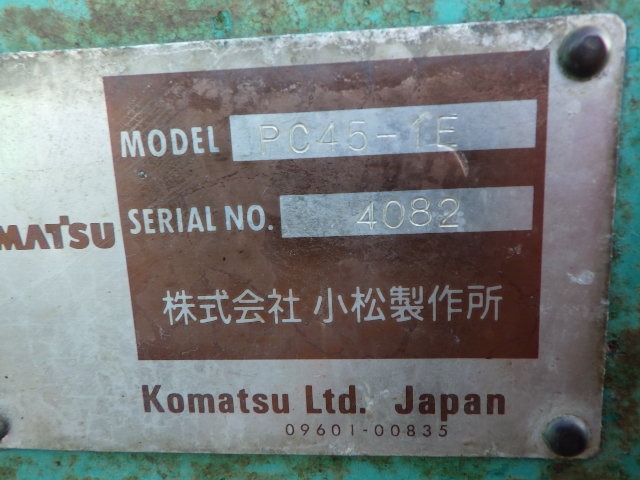 MODEL PC45-1E
SERIAL NO. 4082
MATSU
株式会社 小松製作所
Komatsu Ltd. Japan
09601-00835